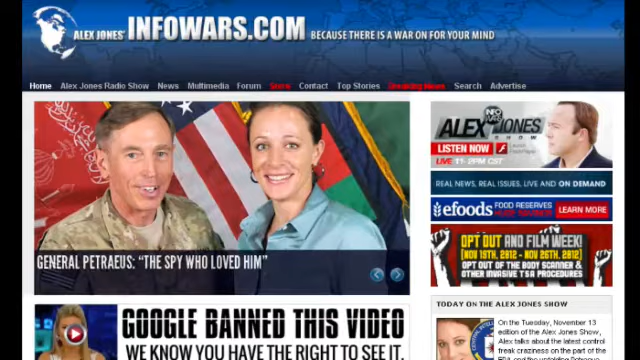 ALEX JONES' INFOWARS.COM BECAUSE THERE IS A WAR ON FOR YOUR MIND
Home Alex Jones Radio Show News Multimedia Forum Store Contact Top Stories Breaking News Search Advertise
ALEX JONES
SHOW
LISTEN NOW
LIVE 11-2PM CST
REAL NEWS, REAL ISSUES, LIVE AND ON DEMAND
efoods FOOD RESERVES LEARN MORE
OPT OUT AND FILM WEEK!
[NOV 19TH, 2012 - NOV 26TH, 2012]
OPT OUT OF THE BODY SCANNER &
OTHER INVASIVE TSA PROCEDURES
GENERAL PETRAEUS: "THE SPY WHO LOVED HIM"
GOOGLE BANNED THIS VIDEO
WE KNOW YOU HAVE THE RIGHT TO SEE IT.
TODAY ON THE ALEX JONES SHOW
On the Tuesday, November 13
edition of the Alex Jones Show,
Alex talks about the latest control
freak craziness on the part of the